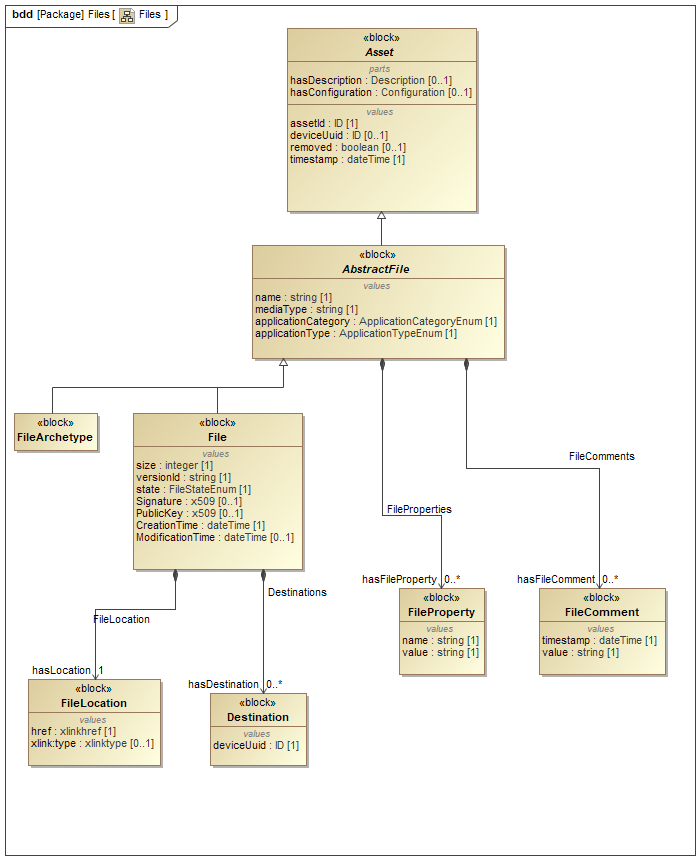 bdd [Package] Files [ Files ]
«block»
Asset
parts
hasDescription : Description [0..1]
hasConfiguration : Configuration [0..1]
values
assetId : ID [1]
deviceUuid : ID [0..1]
removed : boolean [0..1]
timestamp : dateTime [1]
«block»
AbstractFile
values
name : string [1]
mediaType : string [1]
applicationCategory : ApplicationCategoryEnum [1]
applicationType : ApplicationTypeEnum [1]
«block»
FileArchetype
«block»
File
values
size : integer [1]
versionId : string [1]
state : FileStateEnum [1]
Signature : x509 [0..1]
PublicKey : x509 [0..1]
CreationTime : dateTime [1]
ModificationTime : dateTime [0..1]
FileComments
FileProperties
hasFileProperty 0..*
hasFileComment 0..*
«block»
FileProperty
values
name : string [1]
value : string [1]
«block»
FileComment
values
timestamp : dateTime [1]
value : string [1]
Destinations
FileLocation
hasLocation 1
hasDestination 0..*
«block»
FileLocation
values
href : xlinkhref [1]
xlink:type : xlinktype [0..1]
«block»
Destination
values
deviceUuid : ID [1]